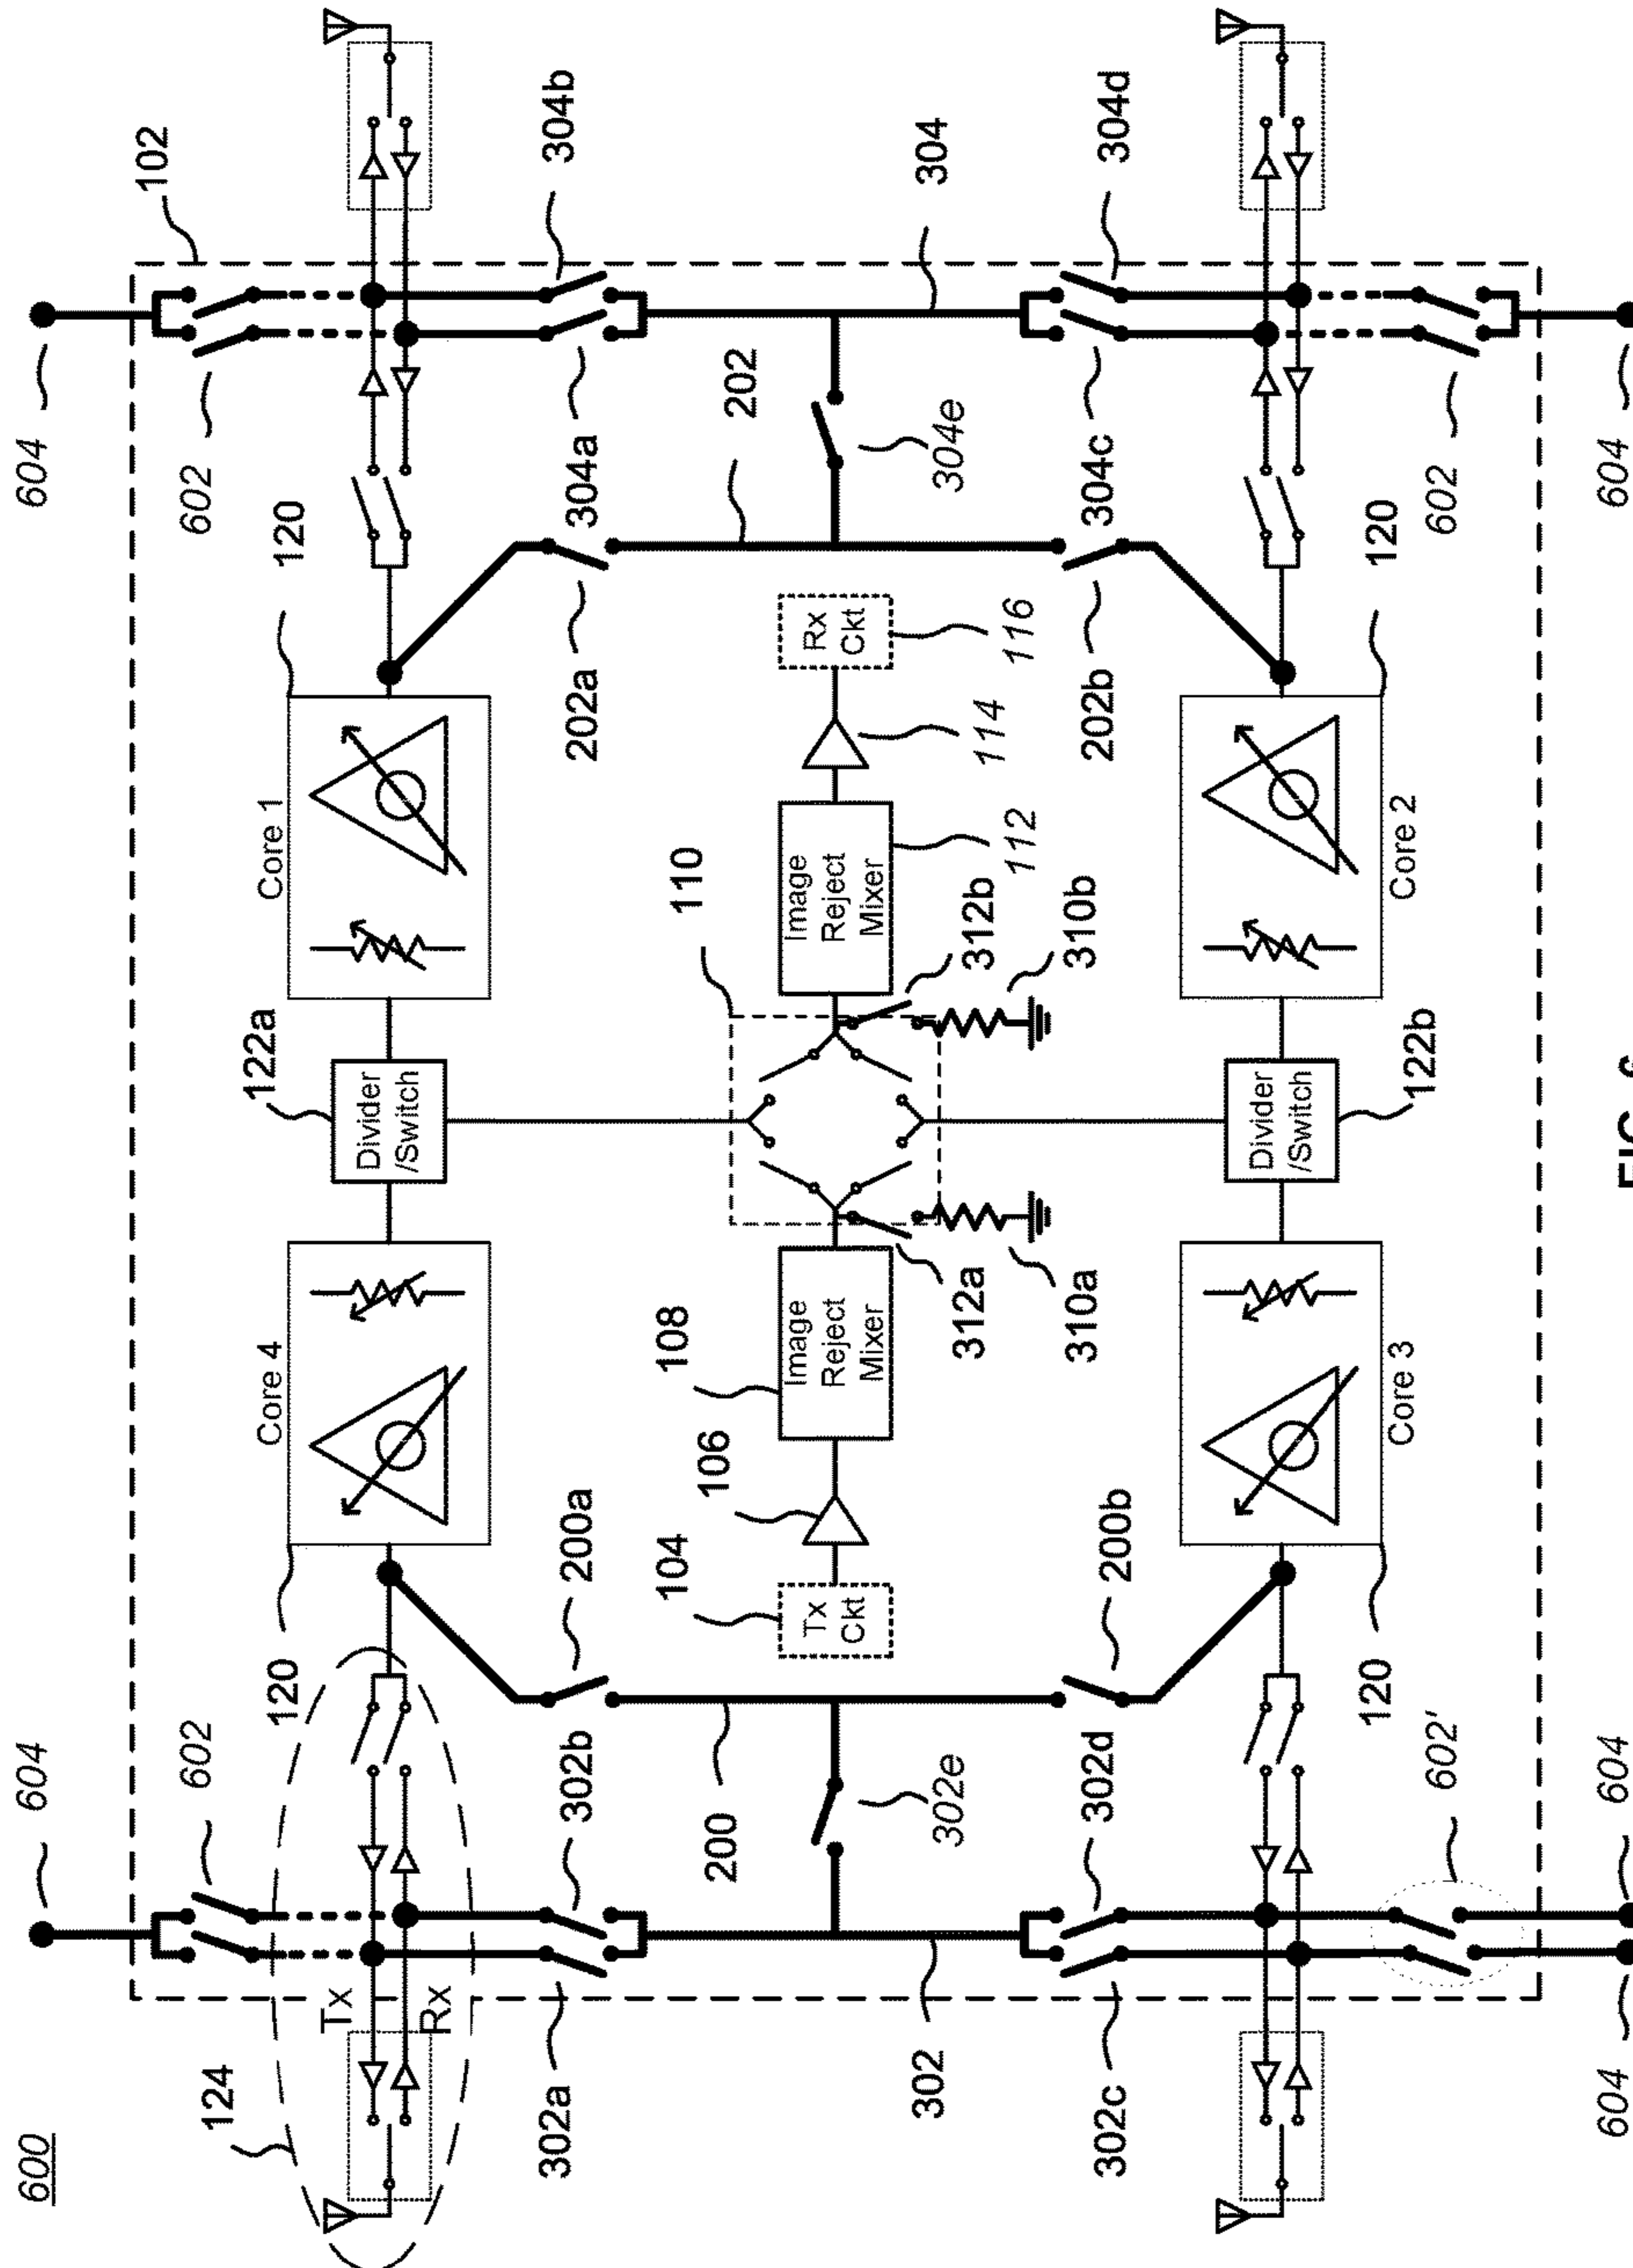 600
604
604
102
124
602
602
120
Core 4
122a
Core 1
120
Tx
Rx
Divider
/Switch
302a
302b
200a
202a
304a
304b
200
104
106
108
110
202
Tx
Ckt
Image
Reject
Mixer
Image
Reject
Mixer
Rx
Ckt
302
302e
312a
312b
112
114
116
304e
304
302c
302d
200b
310a
310b
202b
304c
304d
Divider
/Switch
120
Core 3
122b
Core 2
120
602'
602
604
604
604
FIG. 6